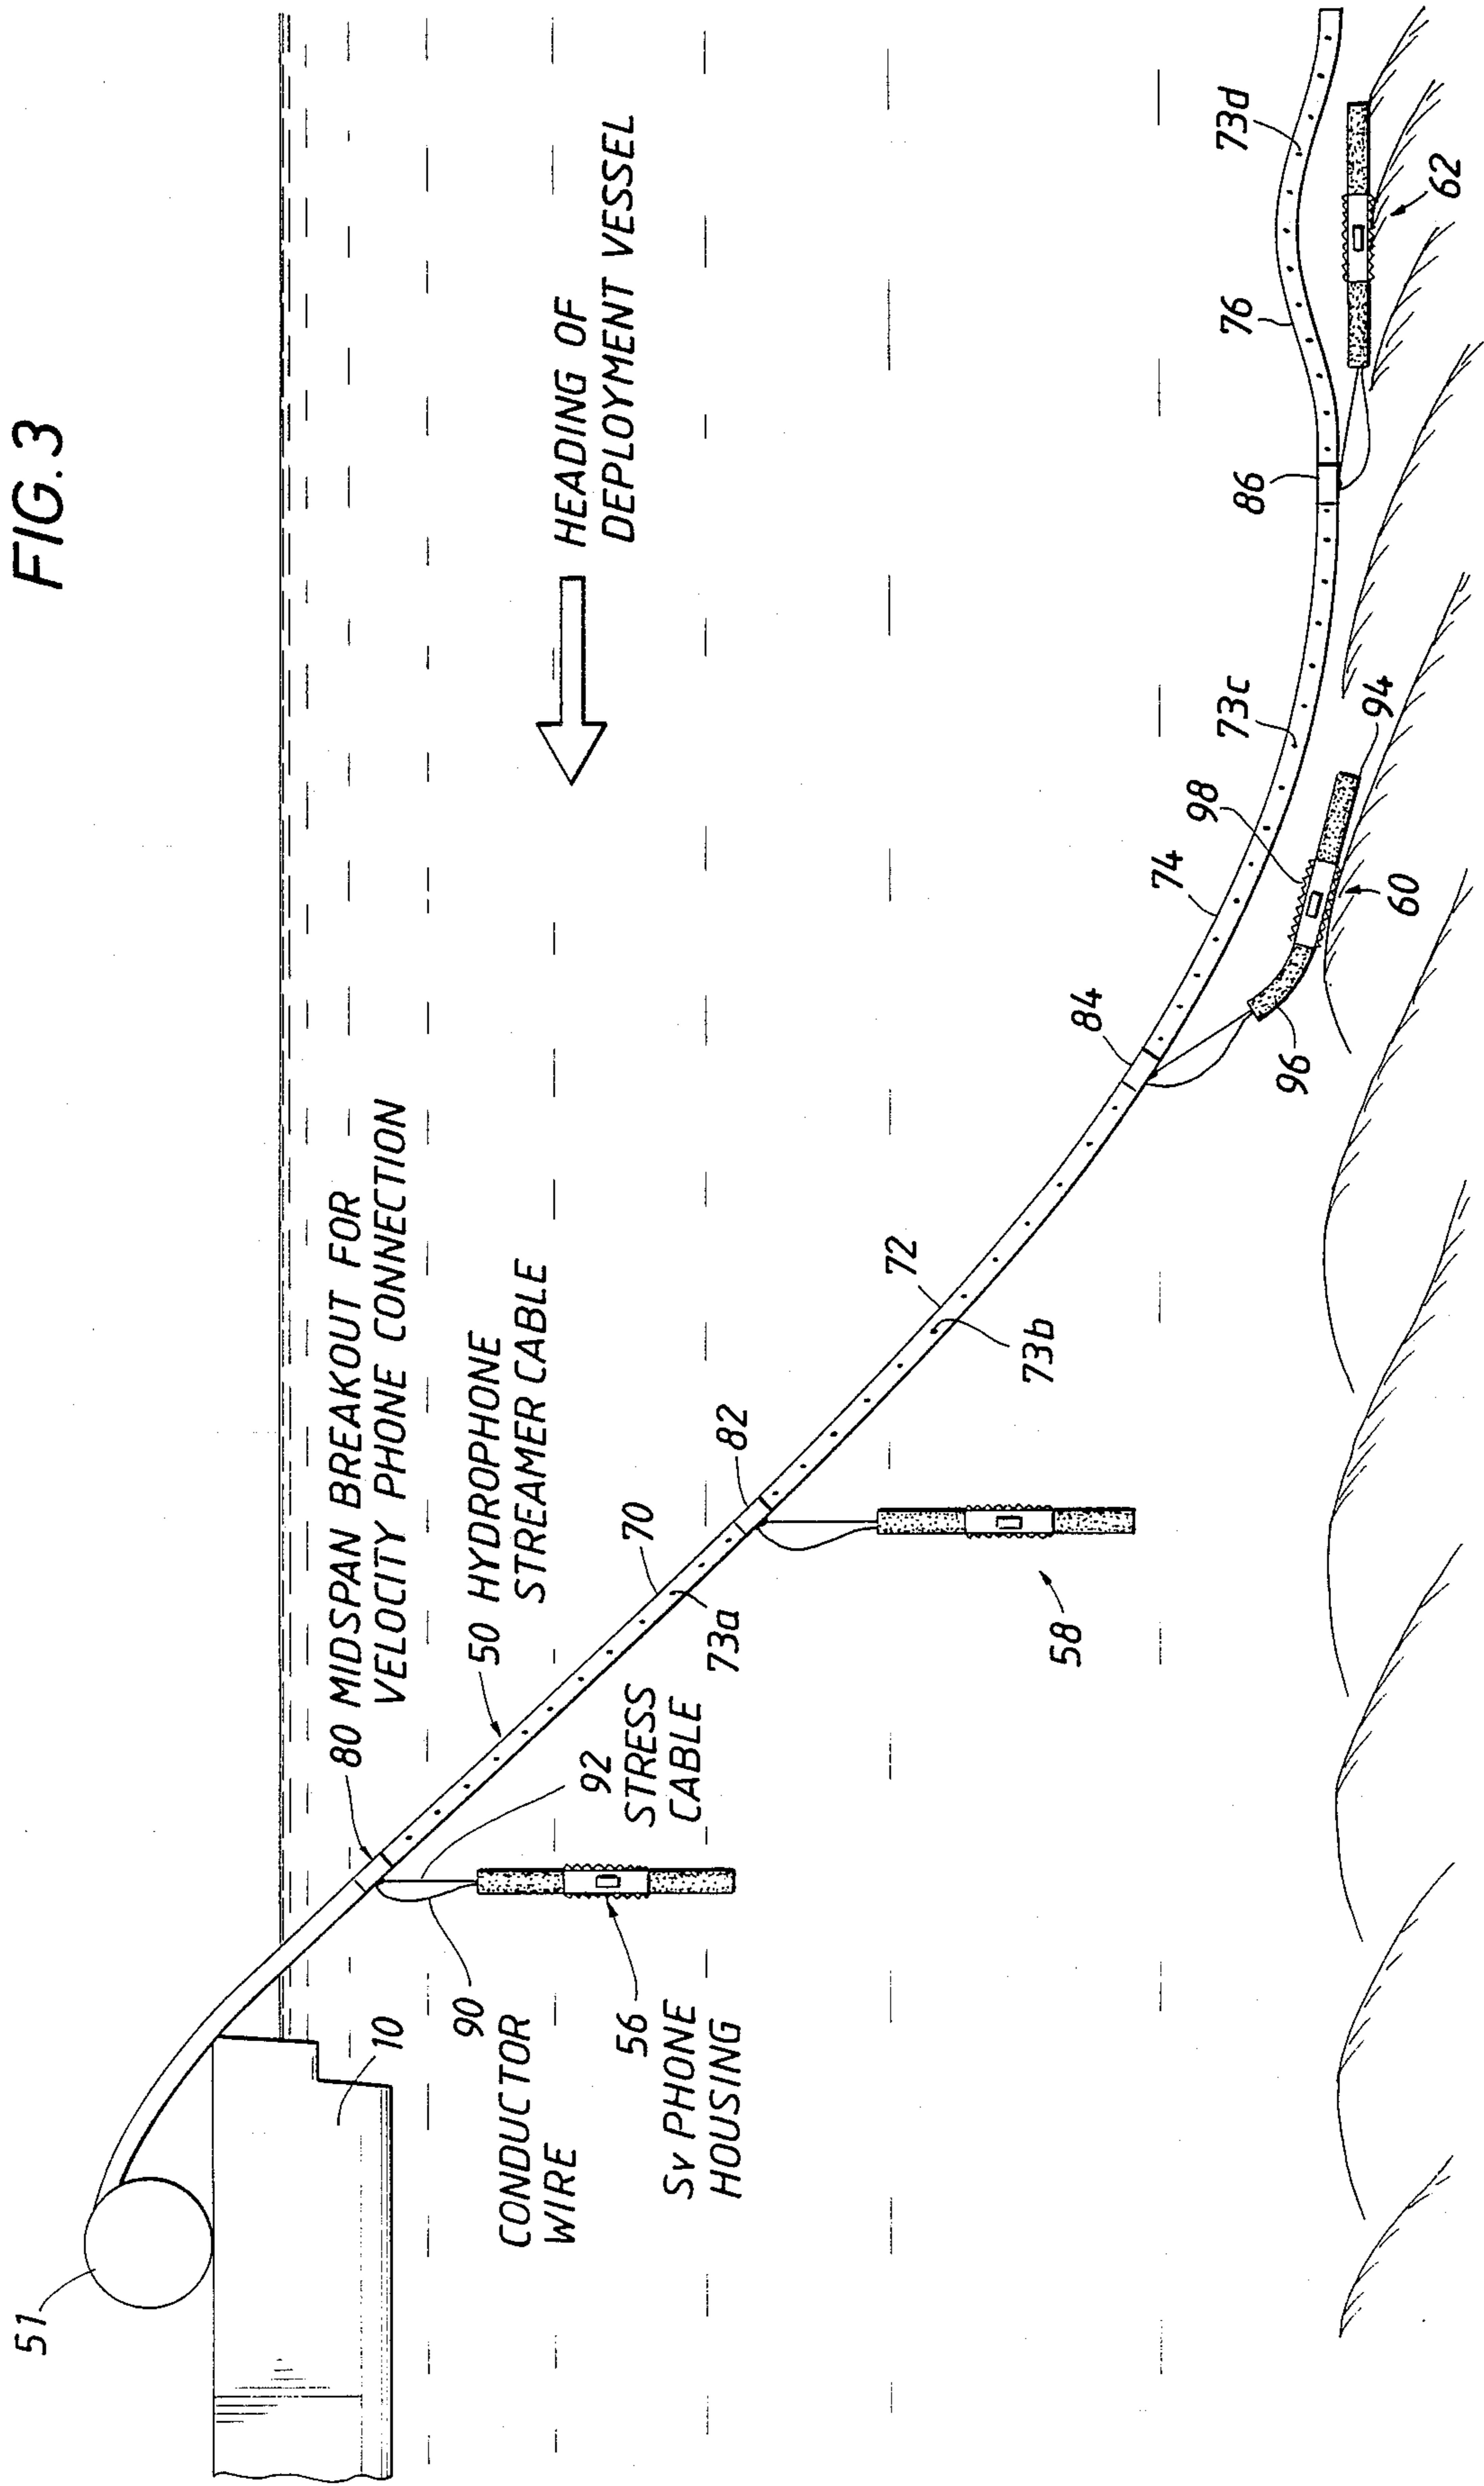 FIG. 3
51
10
80 MIDSPAN BREAKOUT FOR
VELOCITY PHONE CONNECTION
50 HYDROPHONE
STREAMER CABLE
HEADING OF
DEPLOYMENT VESSEL
90
CONDUCTOR
WIRE
92
STRESS
CABLE
56
Sv PHONE
HOUSING
70
73a
82
58
72
73b
84
74
96
98
60
94
73c
86
76
73d
62